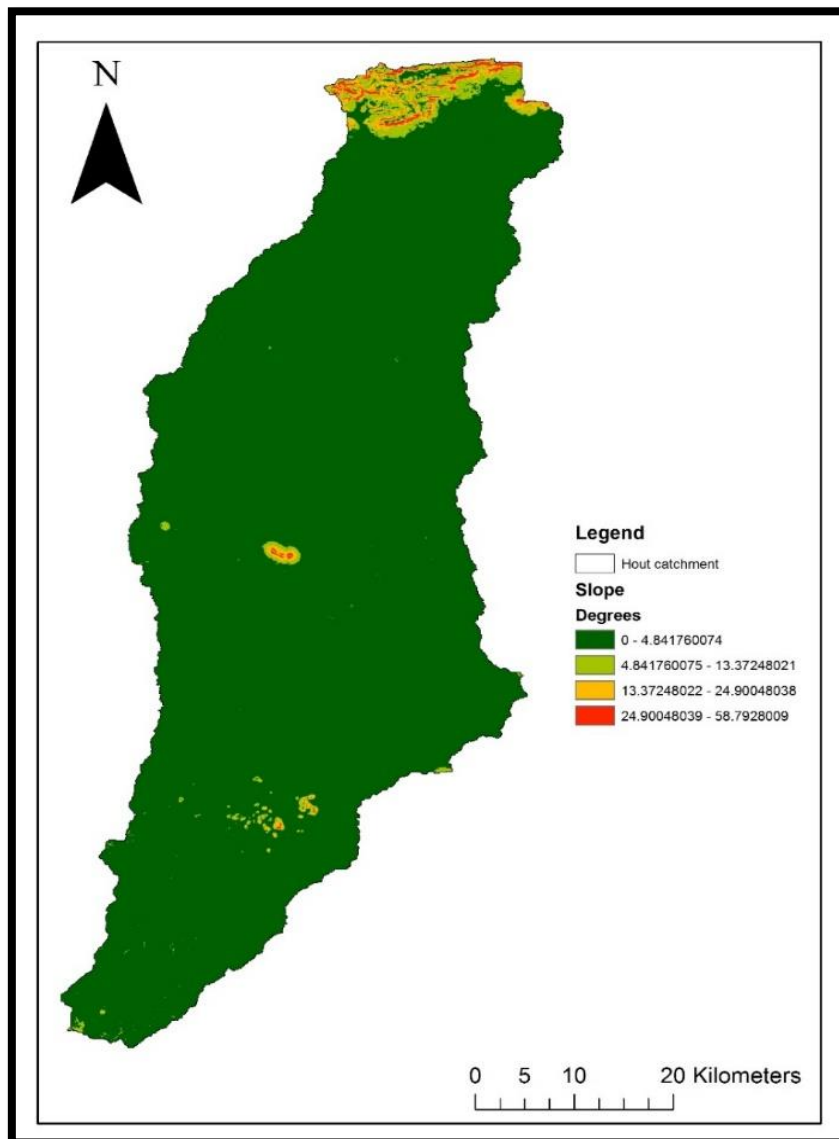 N
Legend
Hout catchment
Slope
Degrees
0 - 4.841760074
4.841760075 - 13.37248021
13.37248022 - 24.90048038
24.90048039 - 58.7928009
0 5 10 20 Kilometers